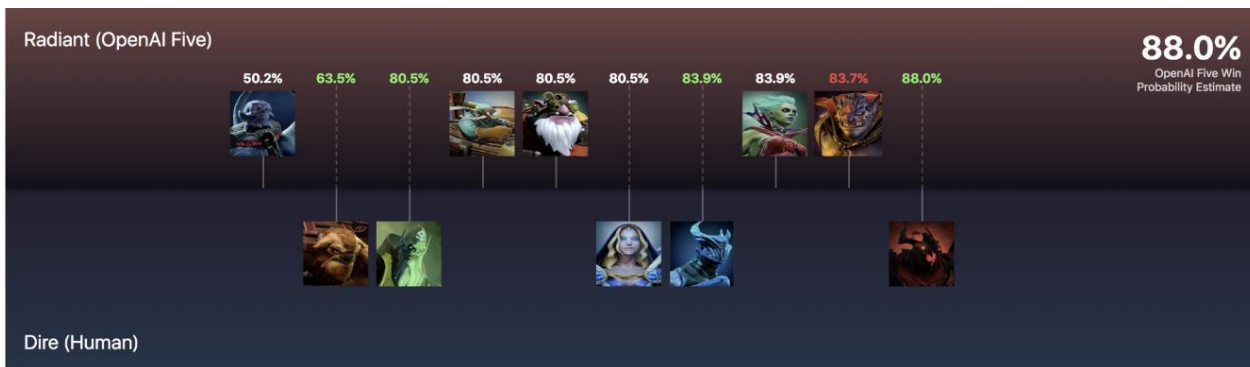 Radiant (OpenAI Five)
88.0%
OpenAI Five Win
Probability Estimate
50.2% 63.5% 80.5% 80.5% 80.5% 80.5% 83.9% 83.9% 83.7% 88.0%
Dire (Human)